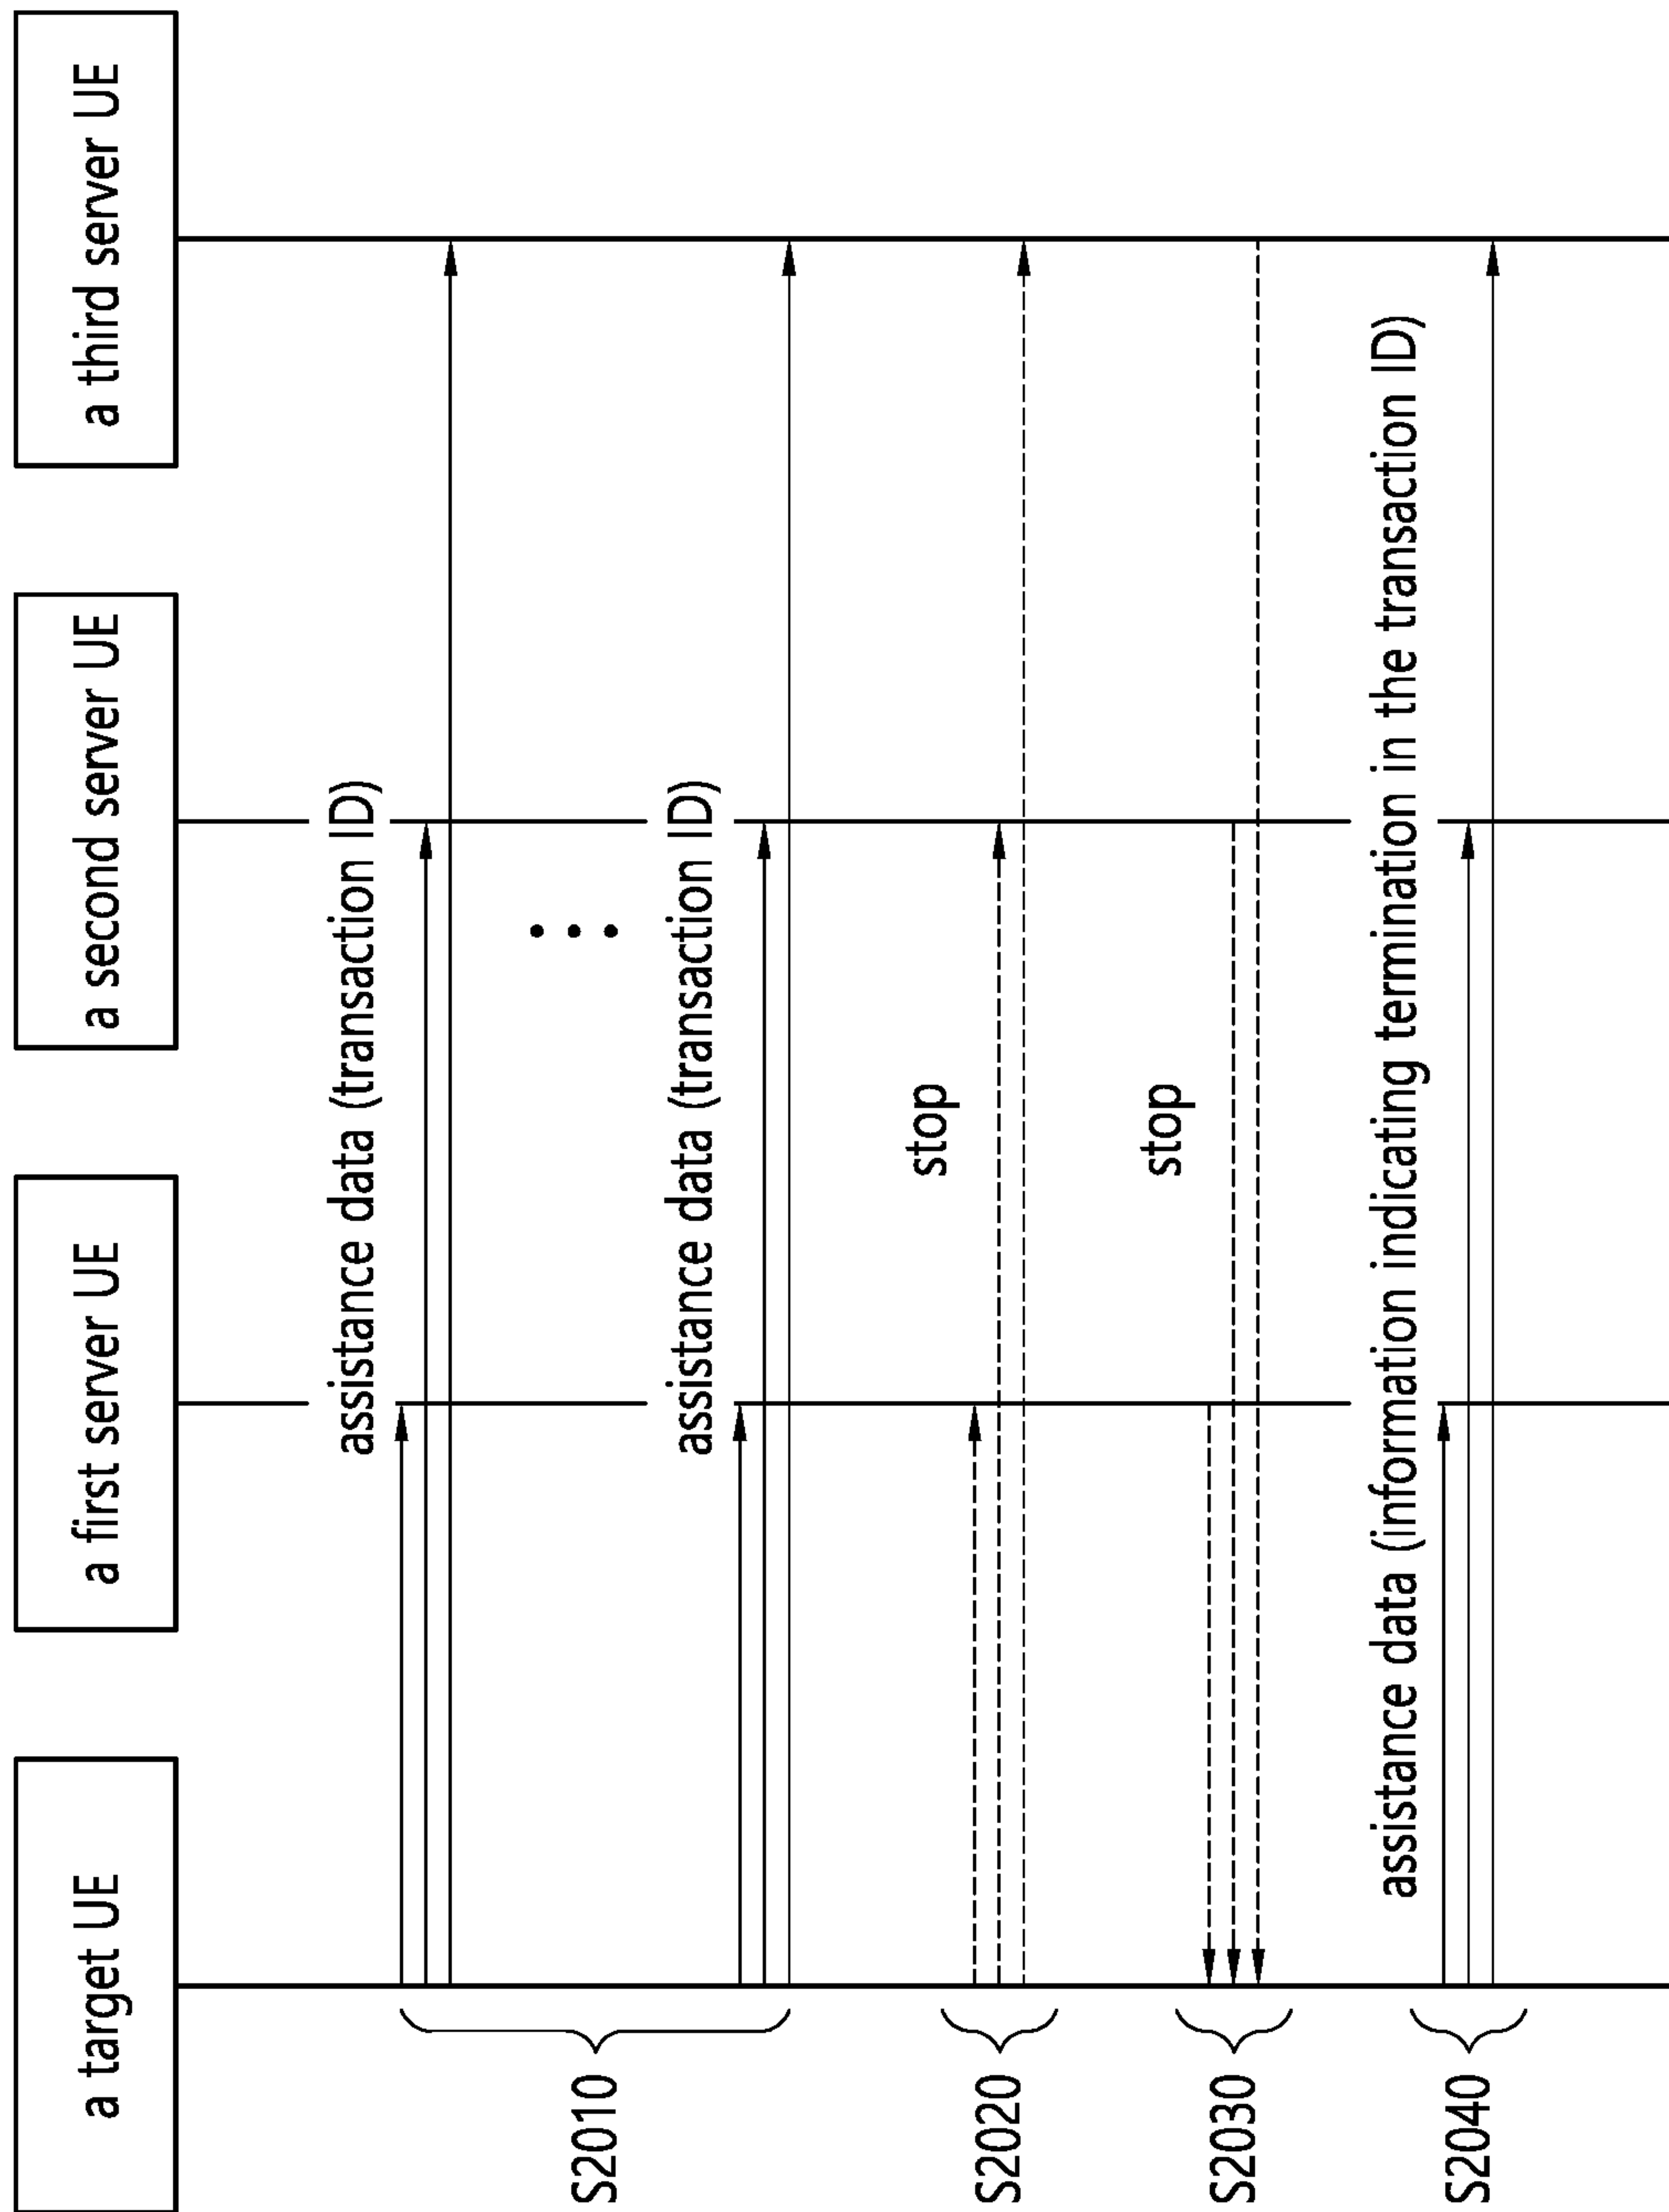 a target UE
a first server UE
a second server UE
a third server UE
assistance data (transaction ID)
S2010
assistance data (transaction ID)
stop
S2020
stop
S2030
assistance data (information indicating termination in the transaction ID)
S2040